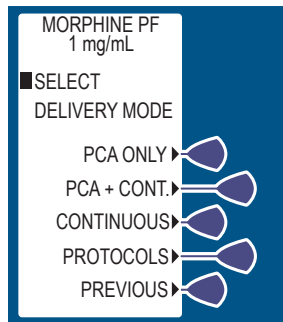 MORPHINE PF
1 mg/mL
SELECT
DELIVERY MODE
PCA ONLY
PCA + CONT.
CONTINUOUS
PROTOCOLS
PREVIOUS